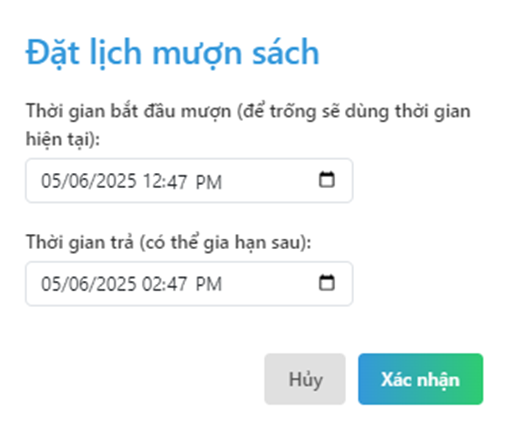 Đặt lịch mượn sách
Thời gian bắt đầu mượn (để trống sẽ dùng thời gian
hiện tại):
05/06/2025 12:47 PM
Thời gian trả (có thể gia hạn sau):
05/06/2025 02:47 PM
Hủy Xác nhận